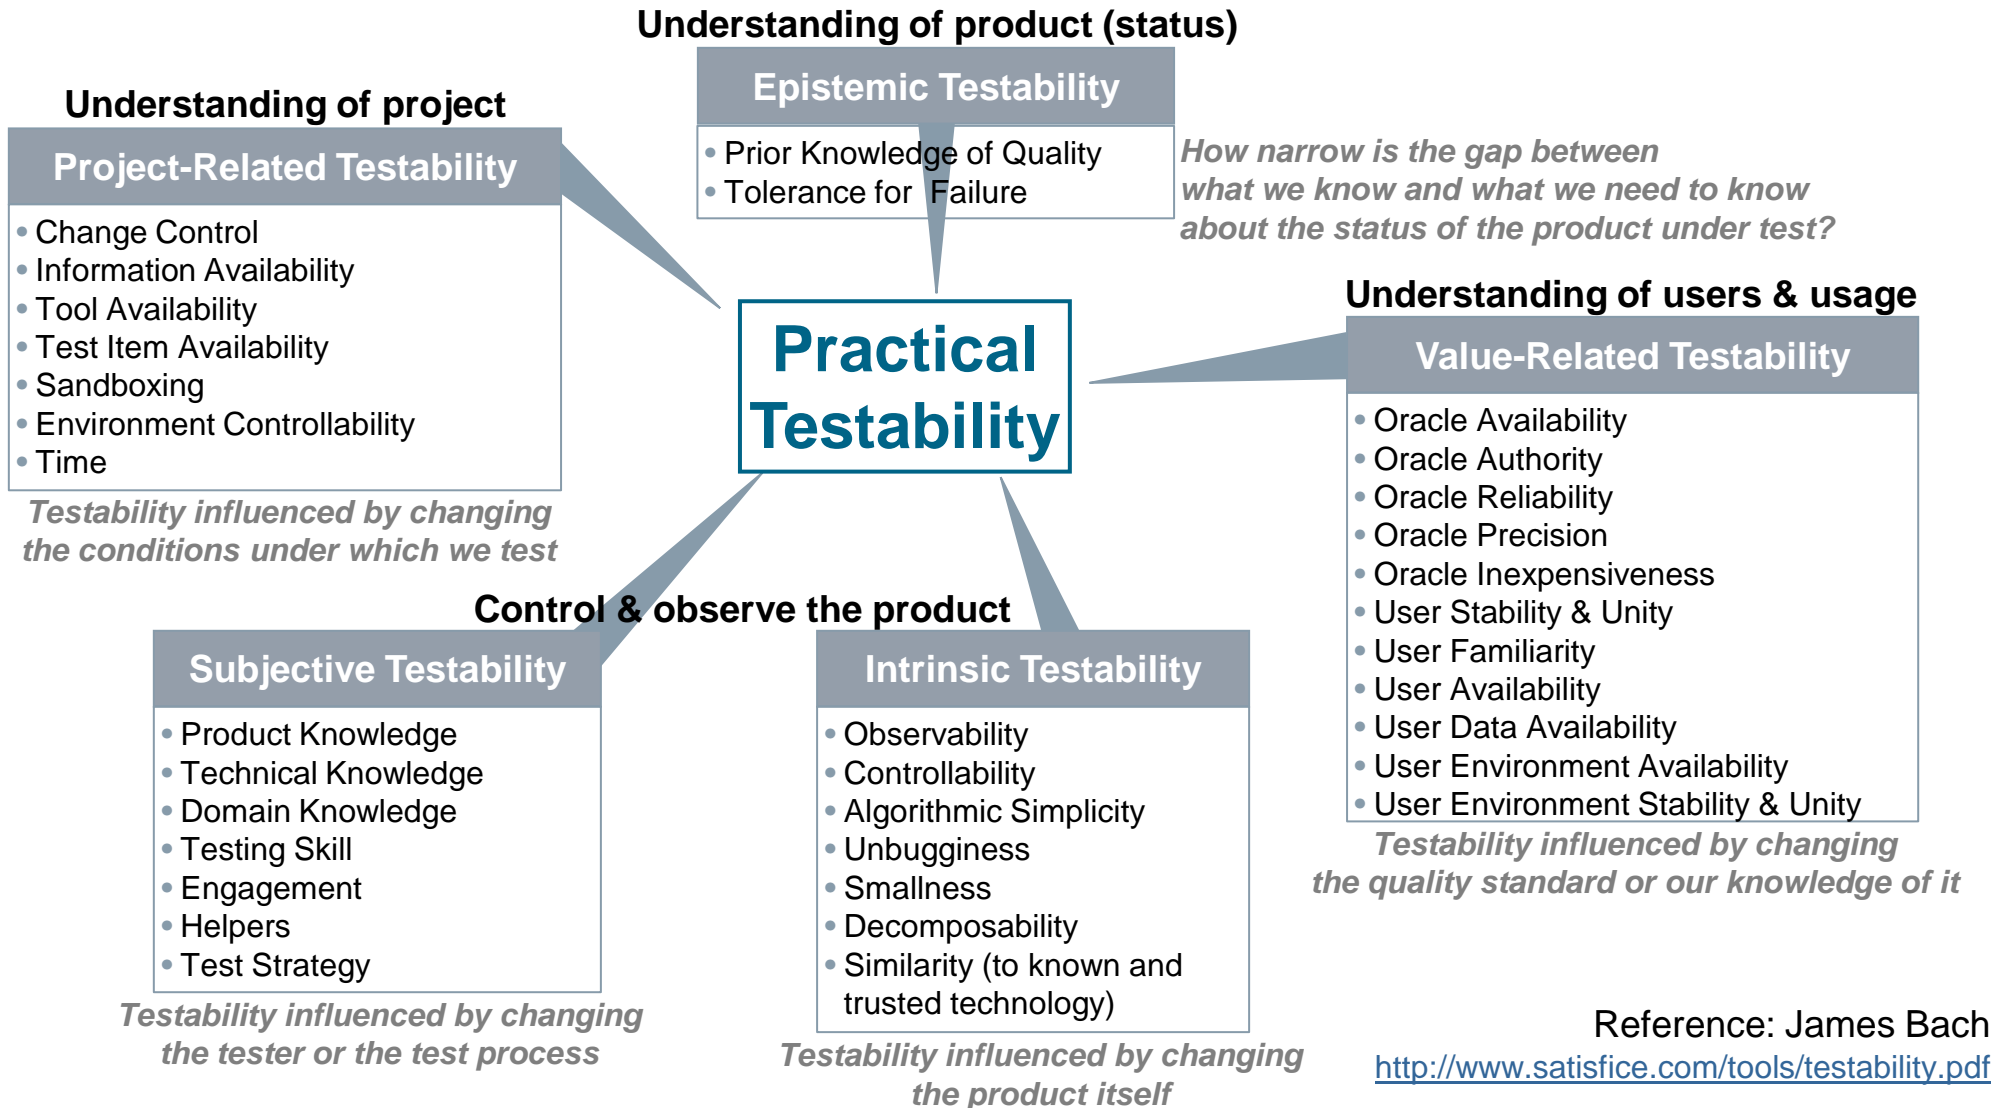 Understanding of product (status)
Epistemic Testability
• Prior Knowledge of Quality
• Tolerance for  Failure
How narrow is the gap between
what we know and what we need to know
about the status of the product under test?
Understanding of project
Project-Related Testability
• Change Control
• Information Availability
• Tool Availability
• Test Item Availability
• Sandboxing
• Environment Controllability
• Time
Testability influenced by changing
the conditions under which we test
Practical
Testability
Understanding of users & usage
Value-Related Testability
• Oracle Availability
• Oracle Authority
• Oracle Reliability
• Oracle Precision
• Oracle Inexpensiveness
• User Stability & Unity
• User Familiarity
• User Availability
• User Data Availability
• User Environment Availability
• User Environment Stability & Unity
Testability influenced by changing
the quality standard or our knowledge of it
Control & observe the product
Subjective Testability
• Product Knowledge
• Technical Knowledge
• Domain Knowledge
• Testing Skill
• Engagement
• Helpers
• Test Strategy
Testability influenced by changing
the tester or the test process
Intrinsic Testability
• Observability
• Controllability
• Algorithmic Simplicity
• Unbugginess
• Smallness
• Decomposability
• Similarity (to known and
trusted technology)
Testability influenced by changing
the product itself
Reference: James Bach
http://www.satisfice.com/tools/testability.pdf